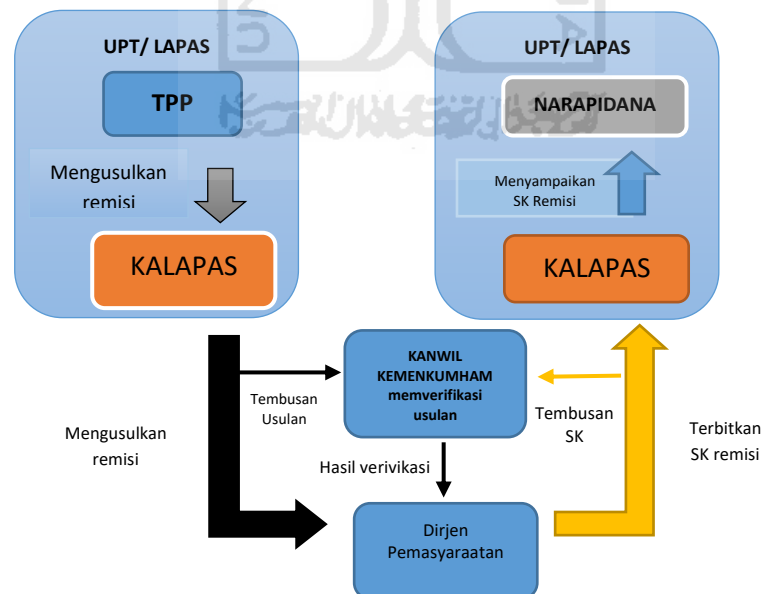 UPT/ LAPAS
TPP
Mengusulkan
remisi
KALAPAS
UPT/ LAPAS
NARAPIDANA
Menyampaikan
SK Remisi
KALAPAS
KANWIL
KEMENKUMHAM
memverifikasi
usulan
Tembusan
Usulan
Tembusan
SK
Mengusulkan
remisi
Terbitkan
SK remisi
Hasil verivikasi
Dirjen
Pemasyaraatan